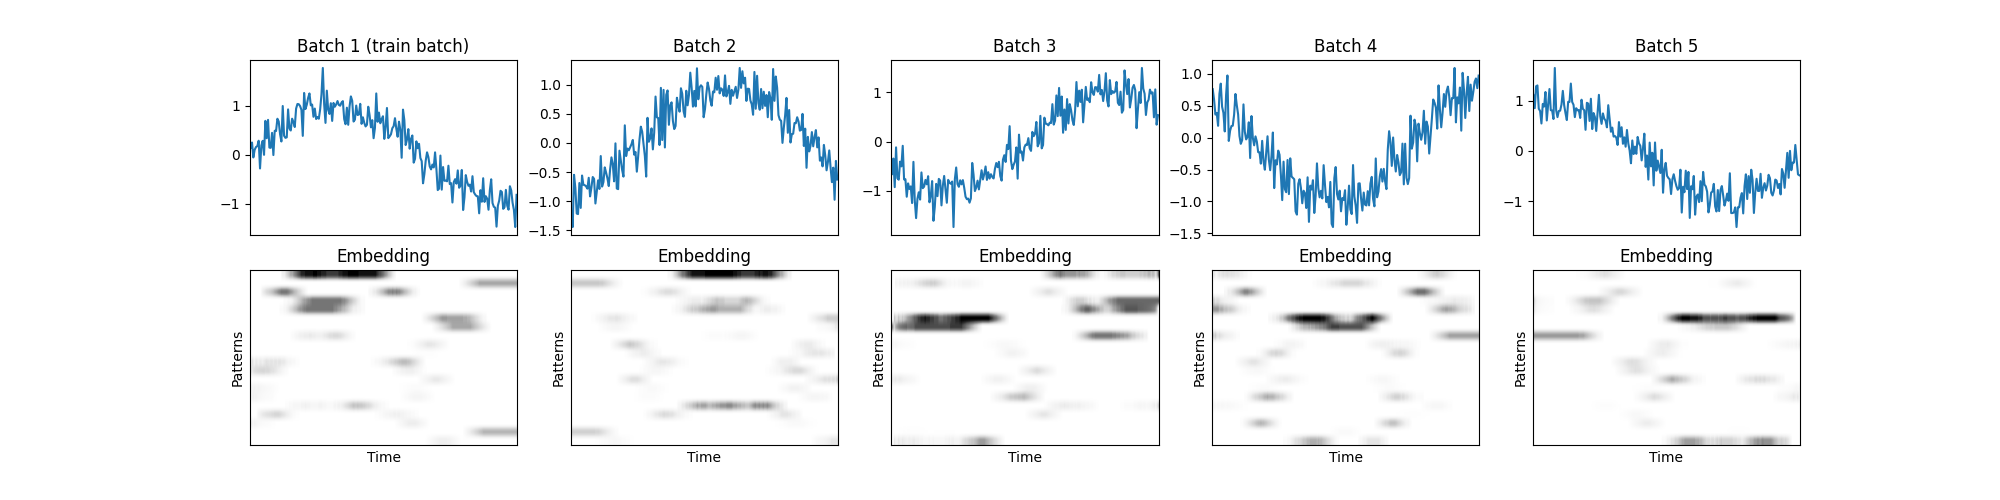 Batch 1 (train batch)
Batch 2
Batch 3
Batch 4
Batch 5
1
0
−1
1.0
0.5
0.0
−0.5
−1.0
−1.5
1
0
−1
1.0
0.5
0.0
−0.5
−1.0
−1.5
1
0
−1
Embedding
Embedding
Embedding
Embedding
Embedding
Patterns
Patterns
Patterns
Patterns
Patterns
Time
Time
Time
Time
Time